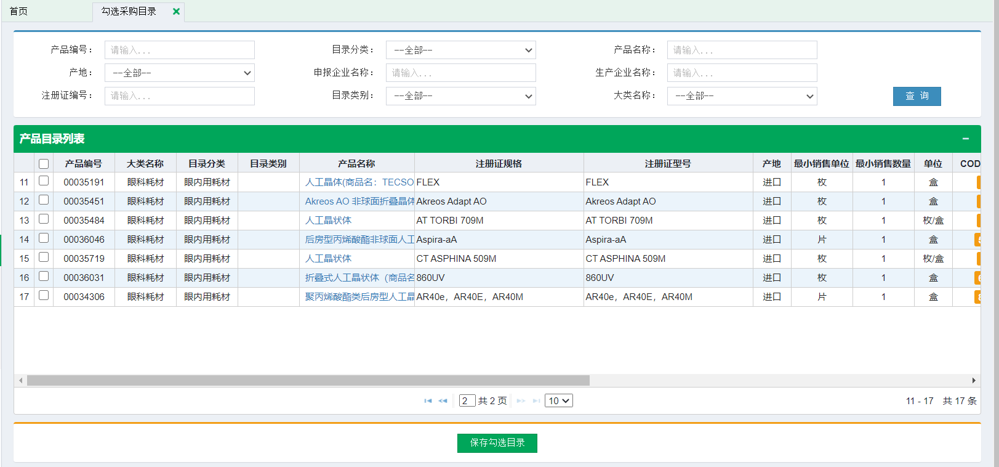 首页 勾选采购目录
产品编号： 请输入... 目录分类： --全部-- 产品名称： 请输入...
产地： --全部-- 申报企业名称： 请输入... 生产企业名称： 请输入...
注册证编号： 请输入... 目录类别： --全部-- 大类名称： --全部-- 查 询
产品目录列表
产品编号 大类名称 目录分类 目录类别 产品名称 注册证规格 注册证型号 产地 最小销售单位 最小销售数量 单位 COD
11 00035191 眼科耗材 眼内用耗材 人工晶体(商品名：TECSO FLEX FLEX 进口 枚 1 盒
12 00035451 眼科耗材 眼内用耗材 Akreos AO 非球面折叠晶体 Akreos Adapt AO Akreos Adapt AO 进口 枚 1 盒
13 00035484 眼科耗材 眼内用耗材 人工晶状体 AT TORBI 709M AT TORBI 709M 进口 枚 1 枚/盒
14 00036046 眼科耗材 眼内用耗材 后房型丙烯酸酯非球面人工 Aspira-aA Aspira-aA 进口 片 1 盒
15 00035719 眼科耗材 眼内用耗材 人工晶状体 CT ASPHINA 509M CT ASPHINA 509M 进口 枚 1 枚/盒
16 00036031 眼科耗材 眼内用耗材 折叠式人工晶状体（商品名 860UV 860UV 进口 枚 1 盒
17 00034306 眼科耗材 眼内用耗材 聚丙烯酸酯类后房型人工晶 AR40e，AR40E，AR40M AR40e，AR40E，AR40M 进口 片 1 盒
2 共 2 页 10 11 - 17 共 17 条
保存勾选目录